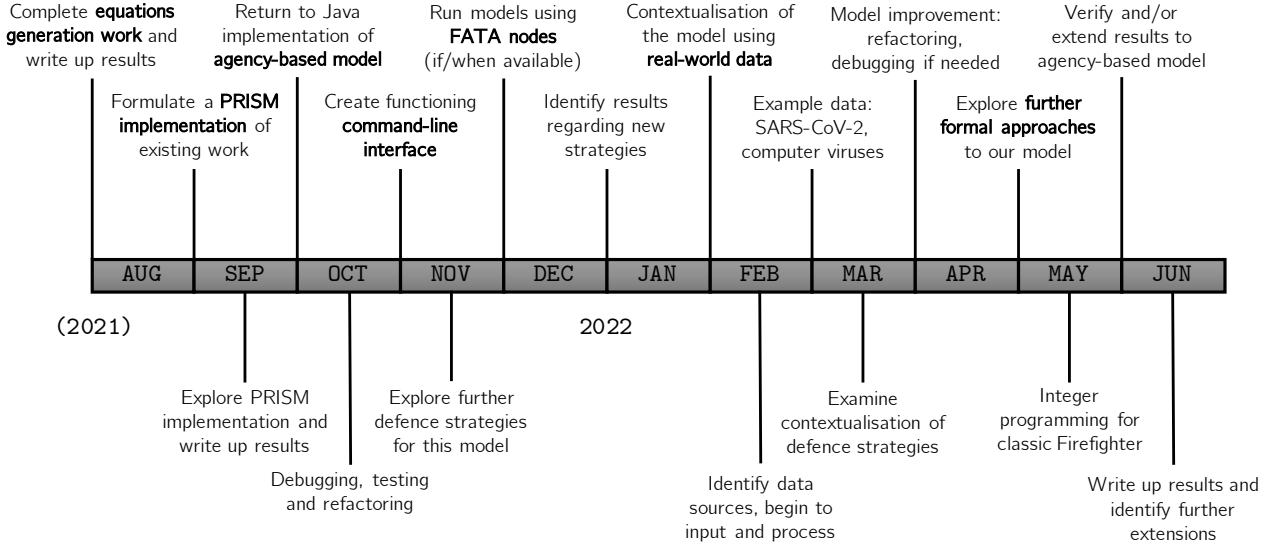 Complete equations
generation work and
write up results
Return to Java
implementation of
agency-based model
Run models using
FATA nodes
(if/when available)
Contextualisation of
the model using
real-world data
Model improvement:
refactoring,
debugging if needed
Verify and/or
extend results to
agency-based model
Formulate a PRISM
implementation of
existing work
Create functioning
command-line
interface
Identify results
regarding new
strategies
Example data:
SARS-CoV-2,
computer viruses
Explore further
formal approaches
to our model
AUG SEP OCT NOV DEC JAN FEB MAR APR MAY JUN
(2021) 2022
Explore PRISM
implementation and
write up results
Explore further
defence strategies
for this model
Examine
contextualisation of
defence strategies
Integer
programming for
classic Firefighter
Debugging, testing
and refactoring
Identify data
sources, begin to
input and process
Write up results and
identify further
extensions